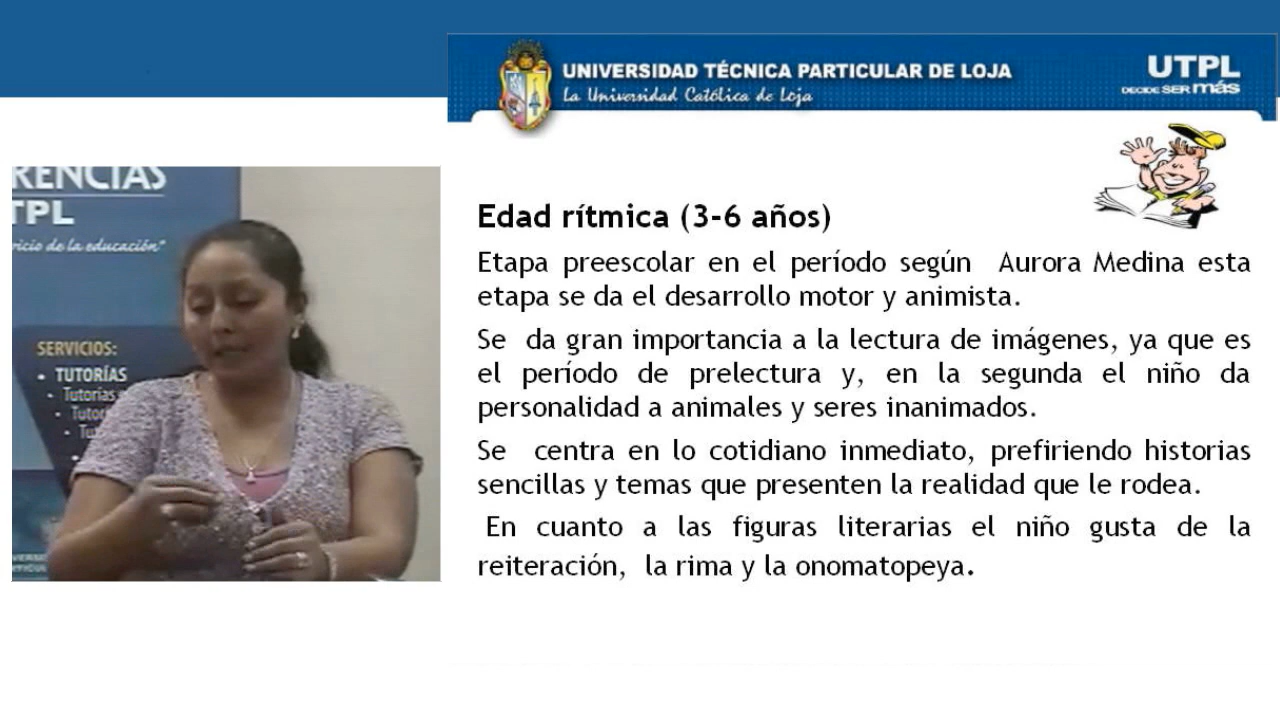 UNIVERSIDAD TÉCNICA PARTICULAR DE LOJA
La Universidad Católica de Loja
UTPL
DECIDE SER más
RENCIAS
TPL
icio de la educación"
SERVICIOS:
• TUTORÍAS
• Tutorías
Edad rítmica (3-6 años)
Etapa preescolar en el período según Aurora Medina esta
etapa se da el desarrollo motor y animista.
Se da gran importancia a la lectura de imágenes, ya que es
el período de prelectura y, en la segunda el niño da
personalidad a animales y seres inanimados.
Se centra en lo cotidiano inmediato, prefiriendo historias
sencillas y temas que presenten la realidad que le rodea.
En cuanto a las figuras literarias el niño gusta de la
reiteración, la rima y la onomatopeya.